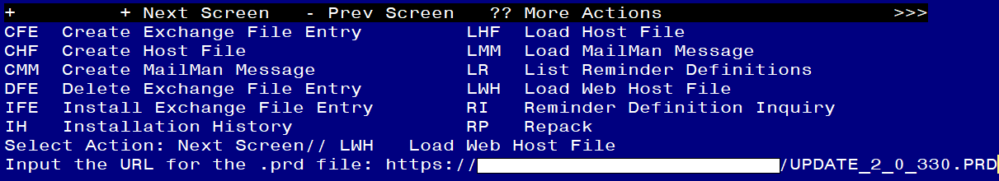 + + Next Screen - Prev Screen ?? More Actions >>>
CFE Create Exchange File Entry LHF Load Host File
CHF Create Host File LMM Load MailMan Message
CMM Create MailMan Message LR List Reminder Definitions
DFE Delete Exchange File Entry LWH Load Web Host File
IFE Install Exchange File Entry RI Reminder Definition Inquiry
IH Installation History RP Repack
Select Action: Next Screen// LWH Load Web Host File
Input the URL for the .prd file: https:// /UPDATE_2_0_330.PRD